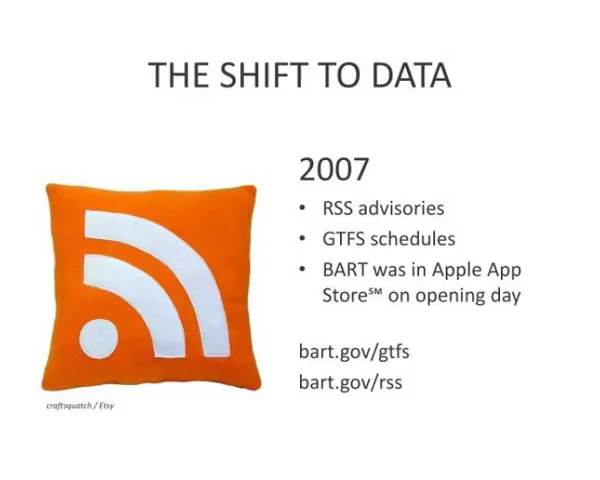 THE SHIFT TO DATA
2007
• RSS advisories
• GTFS schedules
• BART was in Apple App
Store℠ on opening day
bart.gov/gtfs
bart.gov/rss
craftsquatch / Etsy